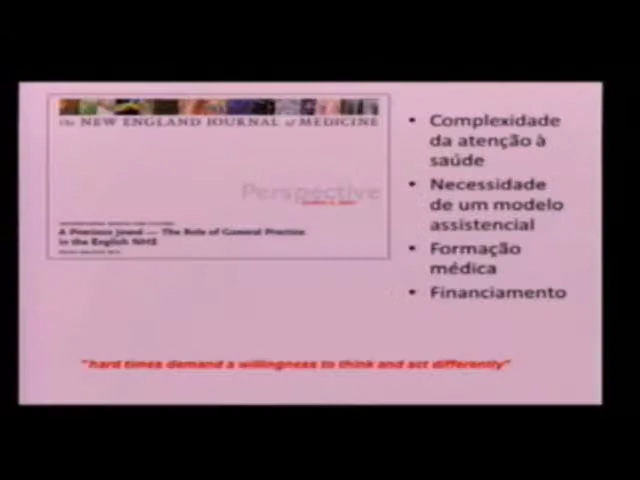 the NEW ENGLAND JOURNAL of MEDICINE
Perspective
A Precious Jewel — The Role of General Practice
in the English NHS
• Complexidade
da atenção à
saúde
• Necessidade
de um modelo
assistencial
• Formação
médica
• Financiamento
"hard times demand a willingness to think and act differently"